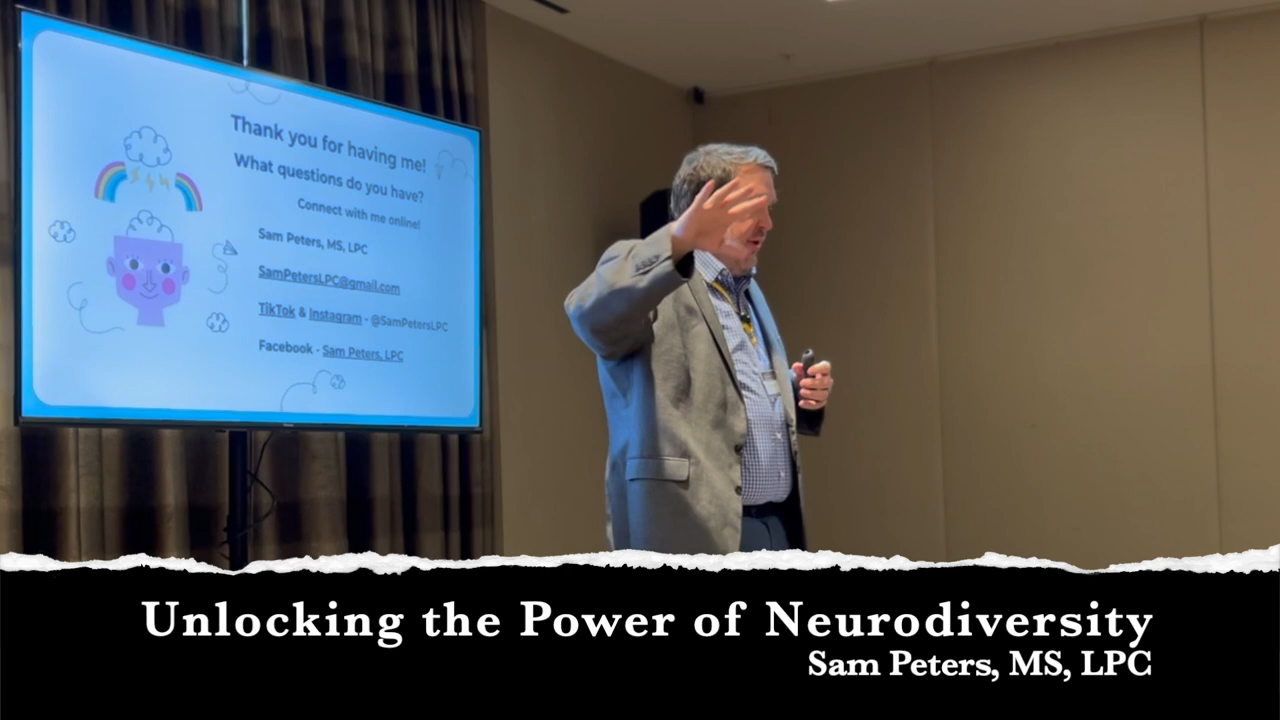 Thank you for having me!
What questions do you have?
Connect with me online!
Sam Peters, MS, LPC
SamPetersLPC@gmail.com
TikTok & Instagram - @SamPetersLPC
Facebook - Sam Peters, LPC
Unlocking the Power of Neurodiversity
Sam Peters, MS, LPC